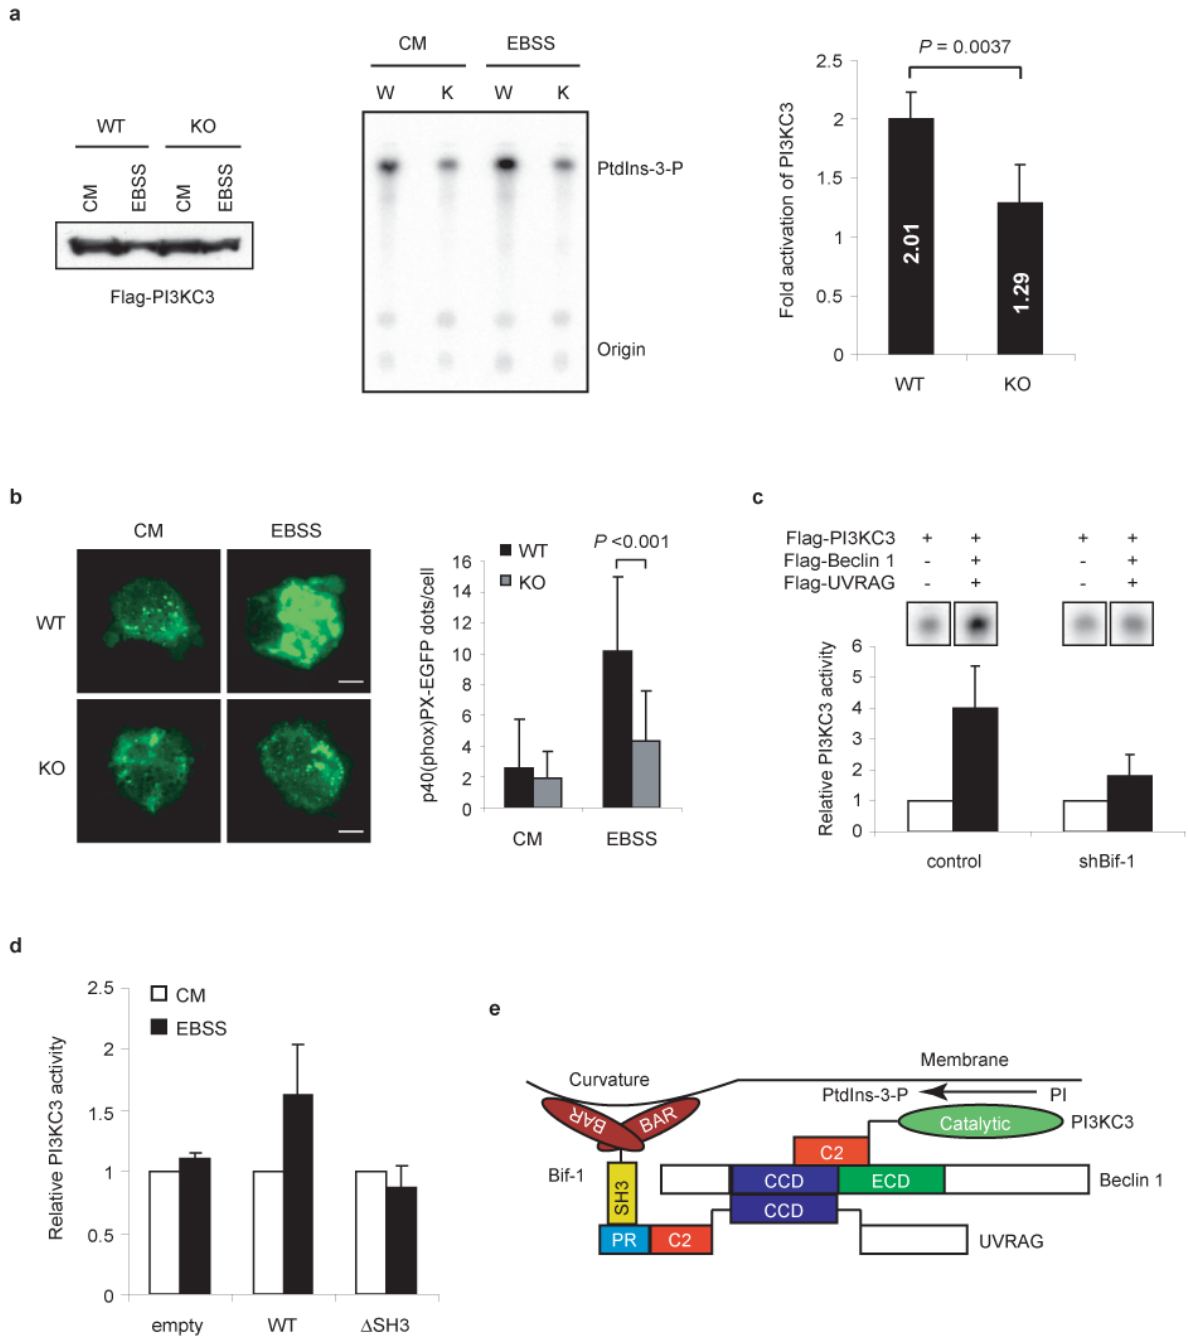 a
WT KO
CM EBSS CM EBSS
Flag-PI3KC3
CM EBSS
W K W K
PtdIns-3-P
Origin
P = 0.0037
Fold activation of PI3KC3
2.5
2
1.5
1
0.5
0
2.01
1.29
WT KO
b
CM EBSS
WT
KO
p40(phox)PX-EGFP dots/cell
WT
KO
P <0.001
16
14
12
10
8
6
4
2
0
CM EBSS
c
Flag-PI3KC3 + + + +
Flag-Beclin 1 - + - +
Flag-UVRAG - + - +
Relative PI3KC3 activity
6
5
4
3
2
1
0
control shBif-1
d
Relative PI3KC3 activity
CM
EBSS
2.5
2
1.5
1
0.5
0
empty WT ΔSH3
e
Membrane
Curvature
PtdIns-3-P PI
BAR BAR
Catalytic PI3KC3
C2
Bif-1
SH3
CCD ECD Beclin 1
CCD
PR C2 UVRAG